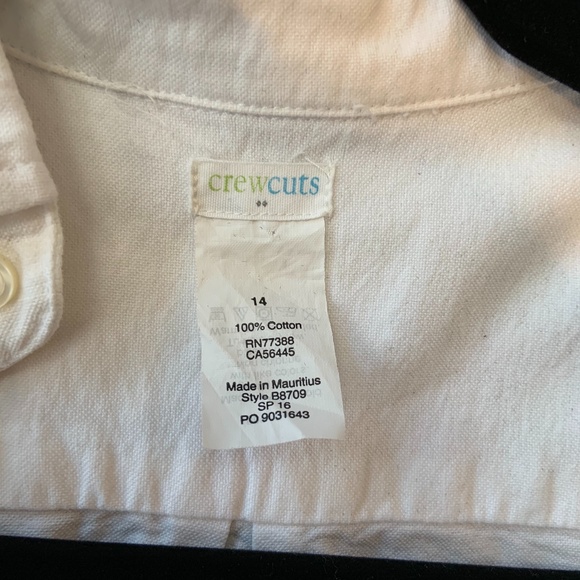 crewcuts
14
100% Cotton
RN77388
CA56445
Made in Mauritius
Style B8709
SP 16
PO 9031643